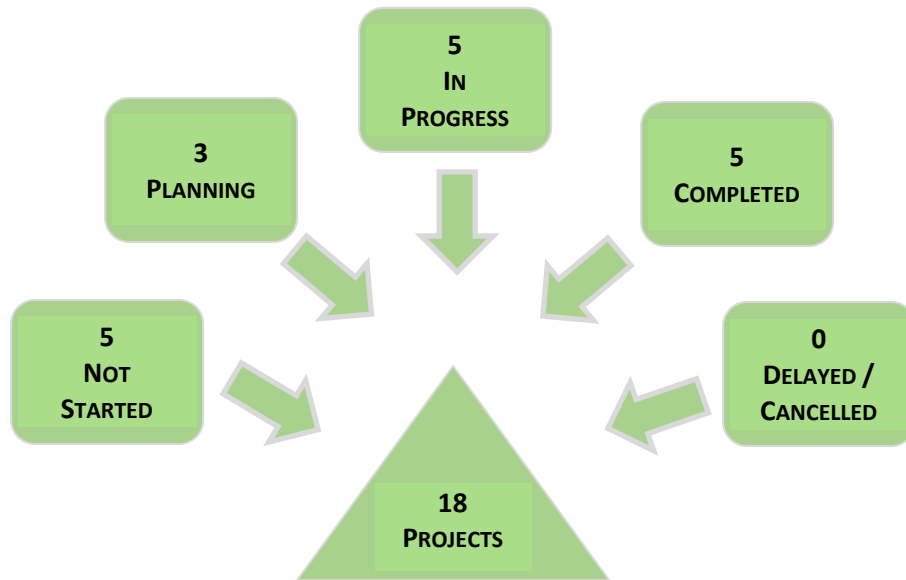 5
NOT
STARTED
3
PLANNING
5
IN
PROGRESS
5
COMPLETED
0
DELAYED /
CANCELLED
18
PROJECTS